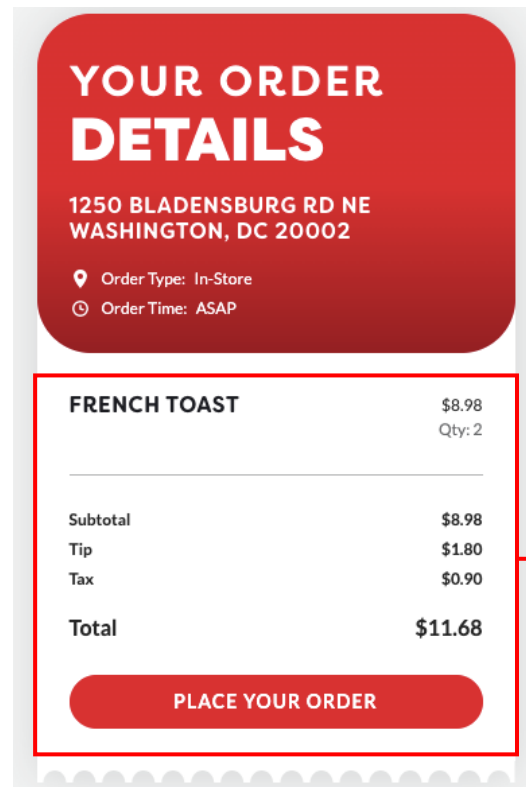 YOUR ORDER
DETAILS
1250 BLADENSBURG RD NE
WASHINGTON, DC 20002
Order Type: In-Store
Order Time: ASAP
FRENCH TOAST $8.98
Qty: 2
Subtotal $8.98
Tip $1.80
Tax $0.90
Total $11.68
PLACE YOUR ORDER